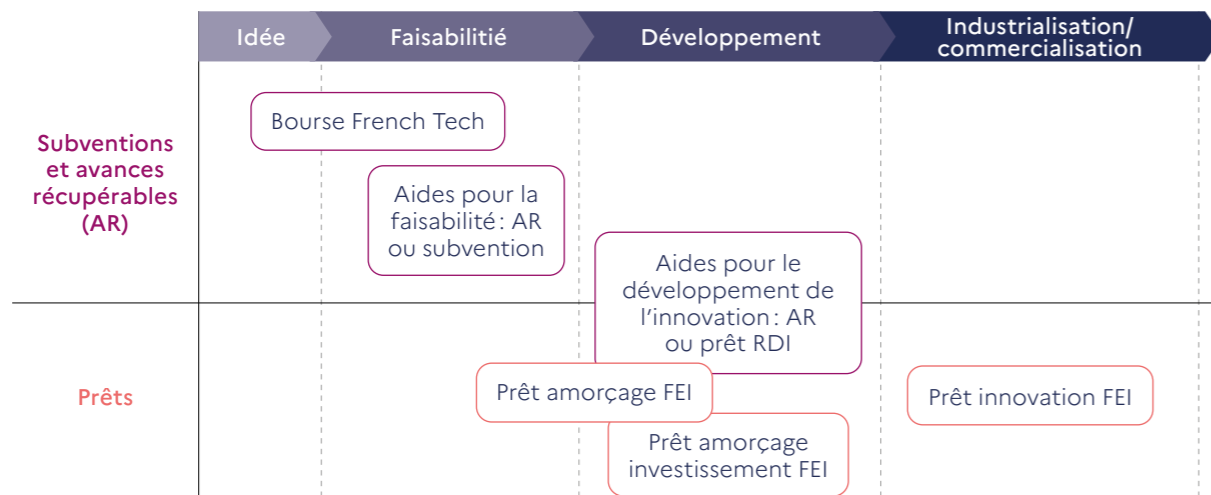 Idée
Faisabilitié
Développement
Industrialisation/
commercialisation
Subventions
et avances
récupérables
(AR)
Bourse French Tech
Aides pour la
faisabilité : AR
ou subvention
Aides pour le
développement de
l'innovation : AR
ou prêt RDI
Prêts
Prêt amorçage FEI
Prêt amorçage
investissement FEI
Prêt innovation FEI